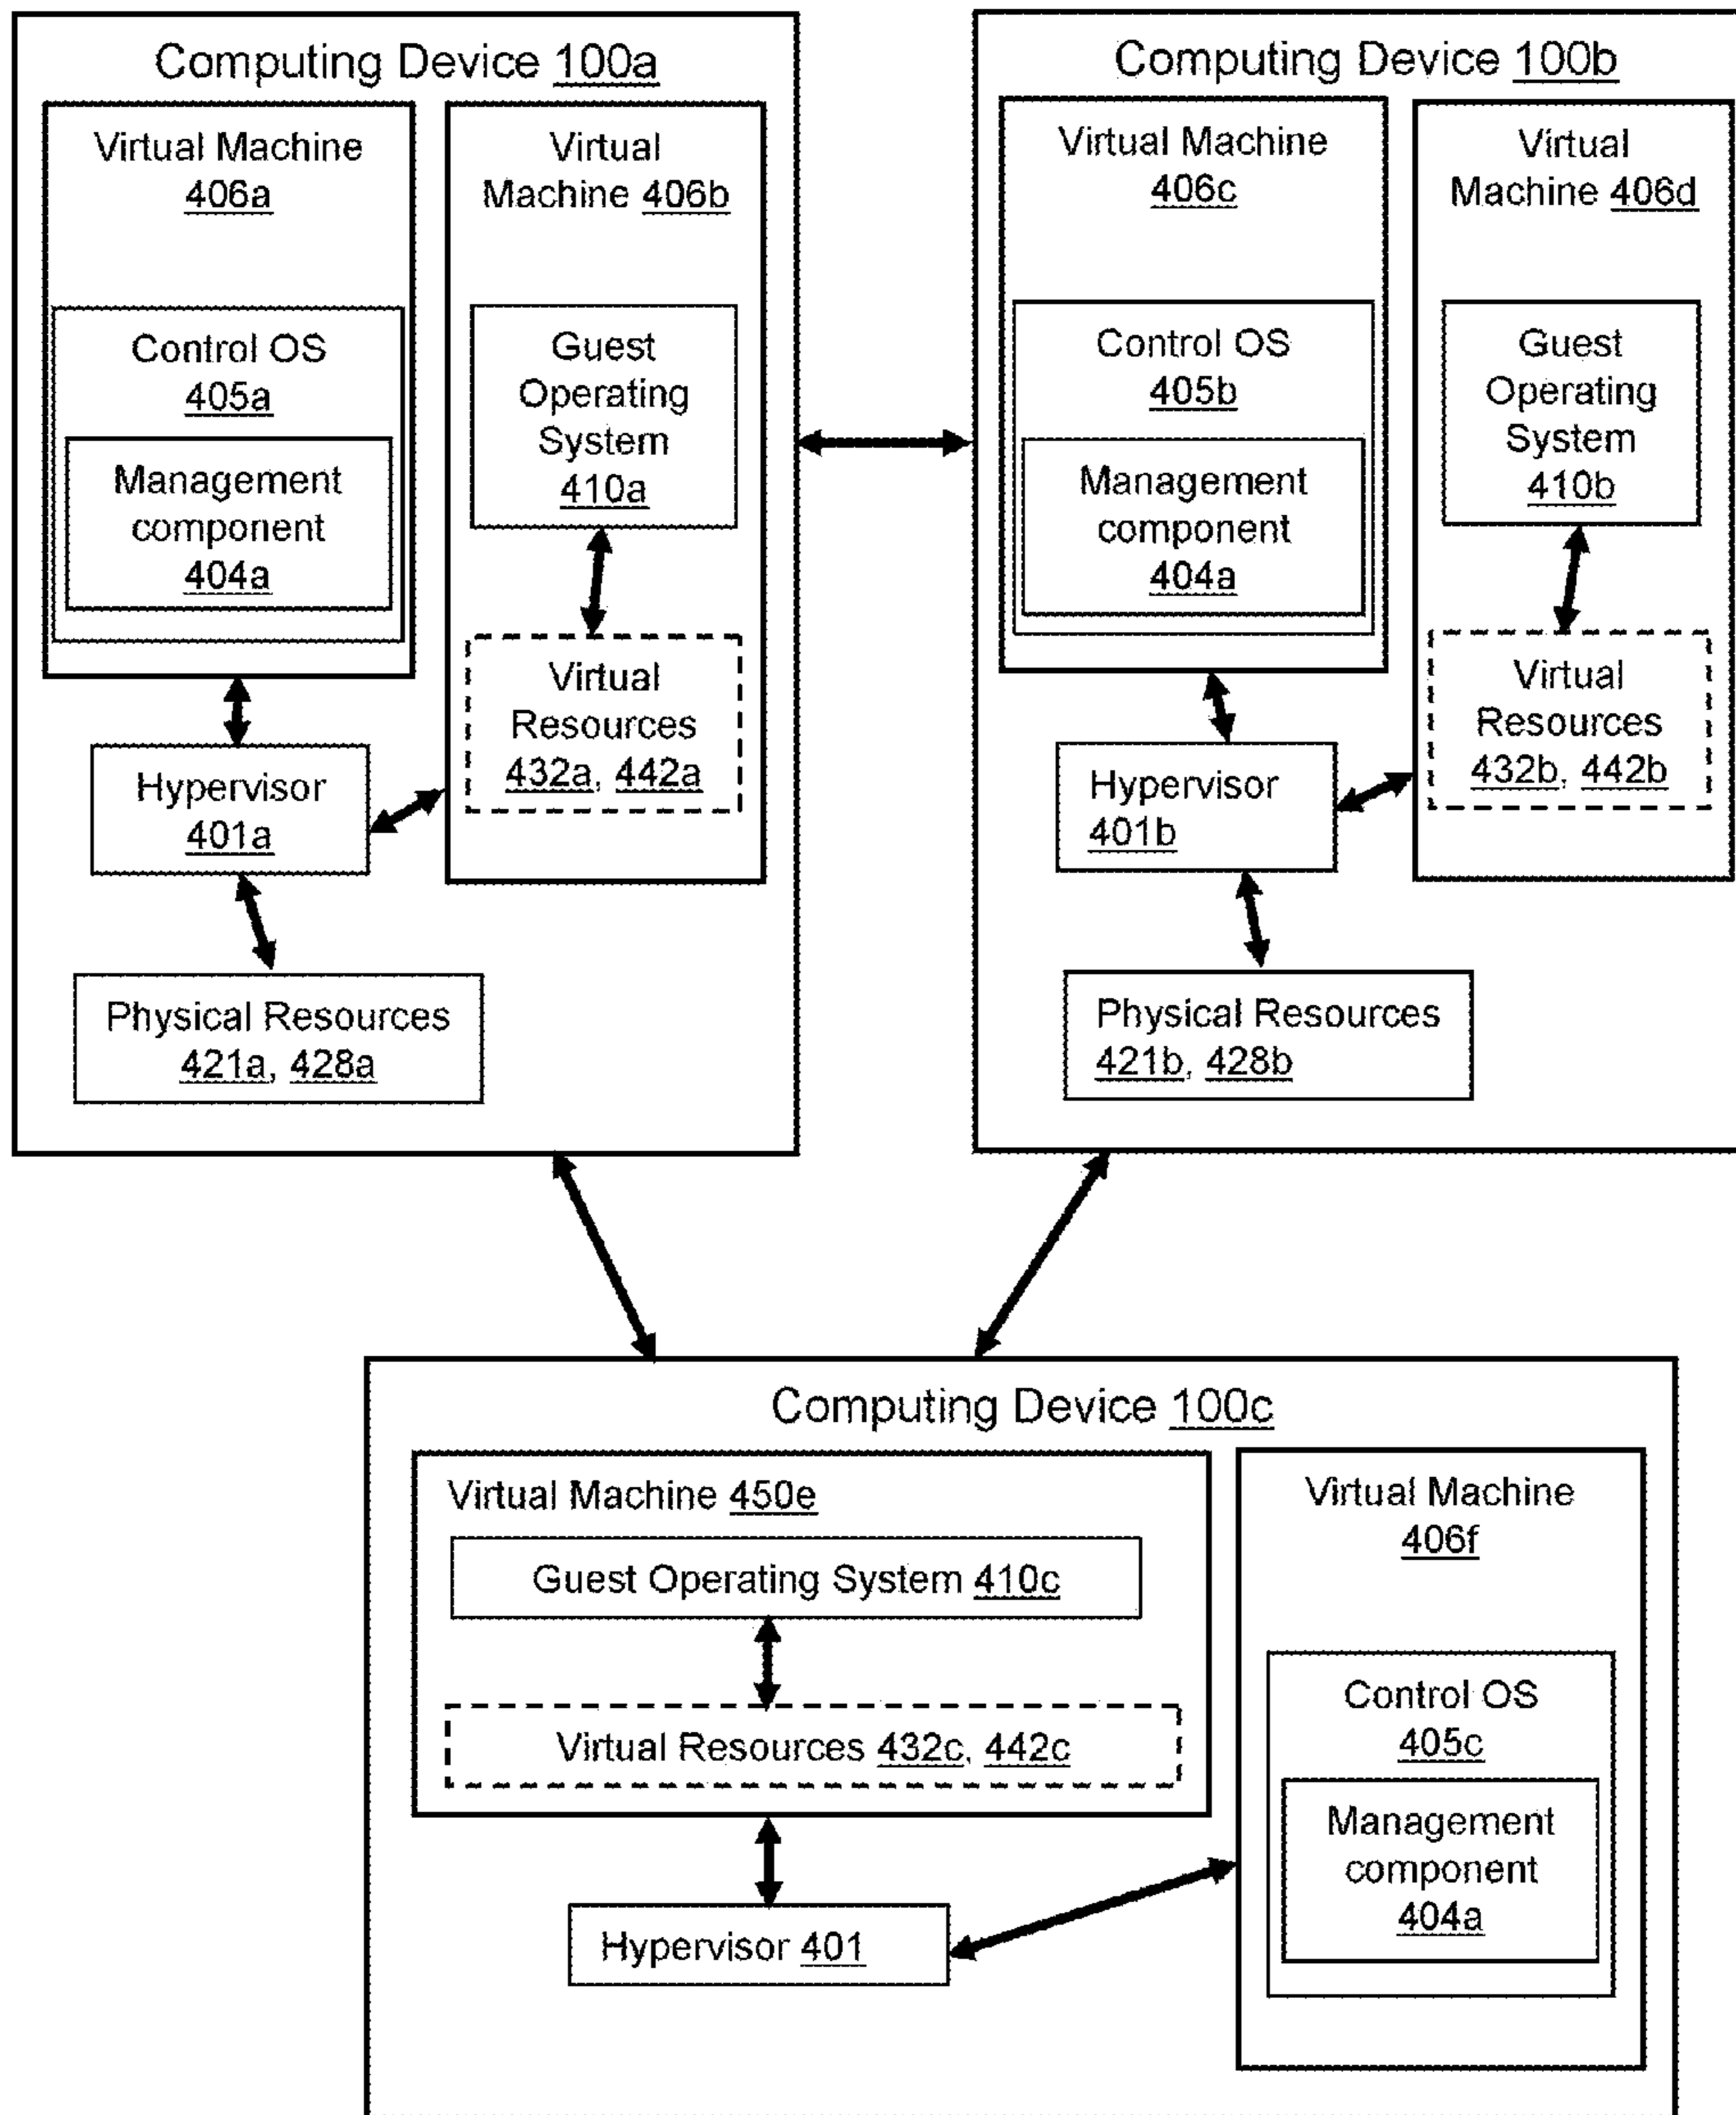 Computing Device 100a
Virtual Machine
406a
Control OS
405a
Management
component
404a
Virtual
Machine 406b
Guest
Operating
System
410a
Virtual
Resources
432a, 442a
Hypervisor
401a
Physical Resources
421a, 428a
Computing Device 100b
Virtual Machine
406c
Control OS
405b
Management
component
404a
Virtual
Machine 406d
Guest
Operating
System
410b
Virtual
Resources
432b, 442b
Hypervisor
401b
Physical Resources
421b, 428b
Computing Device 100c
Virtual Machine 450e
Guest Operating System 410c
Virtual Resources 432c, 442c
Hypervisor 401
Virtual Machine
406f
Control OS
405c
Management
component
404a